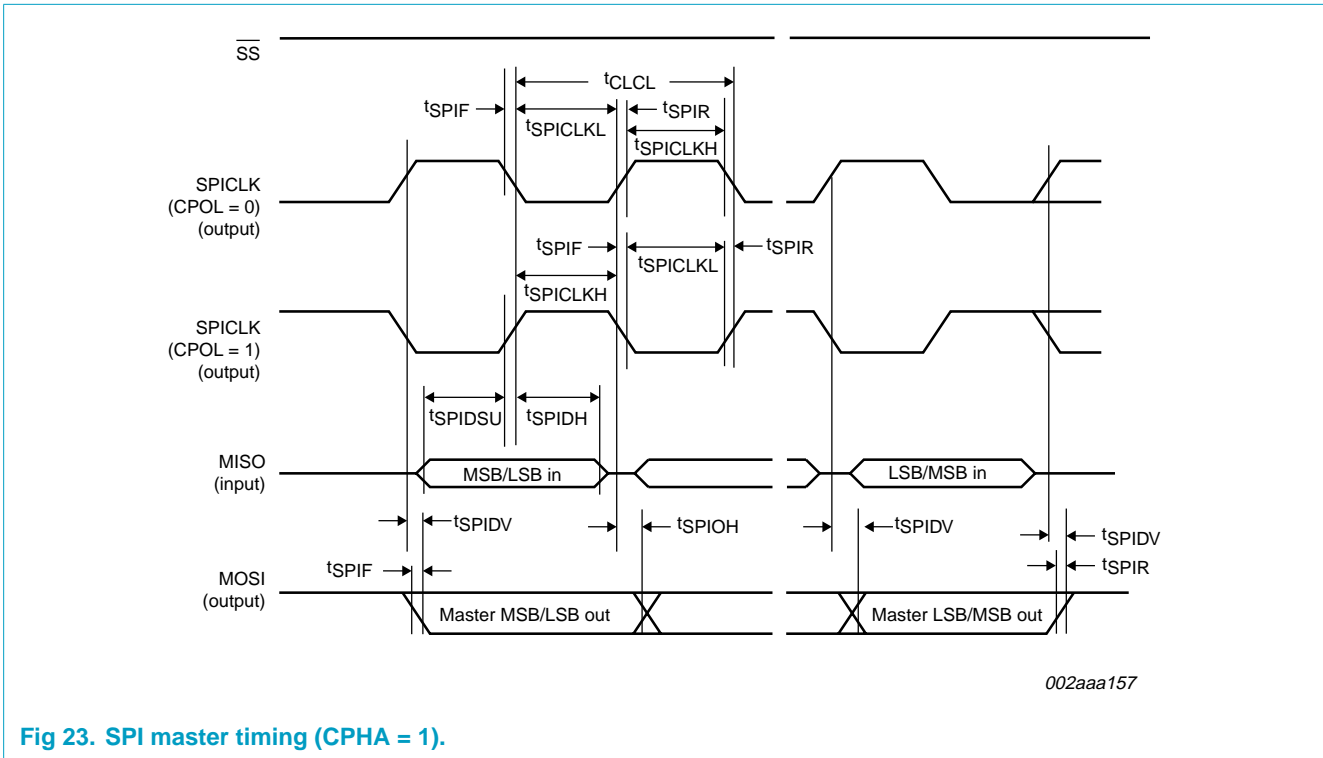 SS
tCLCL
tSPIF
tSPIR
tSPICLKL
tSPICLKH
SPICLK
(CPOL = 0)
(output)
tSPIF
tSPIR
tSPICLKL
tSPICLKH
SPICLK
(CPOL = 1)
(output)
tSPIDSU
tSPIDH
MISO
(input)
MSB/LSB in
LSB/MSB in
tSPIDV
tSPIOH
tSPIDV
tSPIDV
tSPIF
tSPIR
MOSI
(output)
Master MSB/LSB out
Master LSB/MSB out
002aaa157
Fig 23. SPI master timing (CPHA = 1).